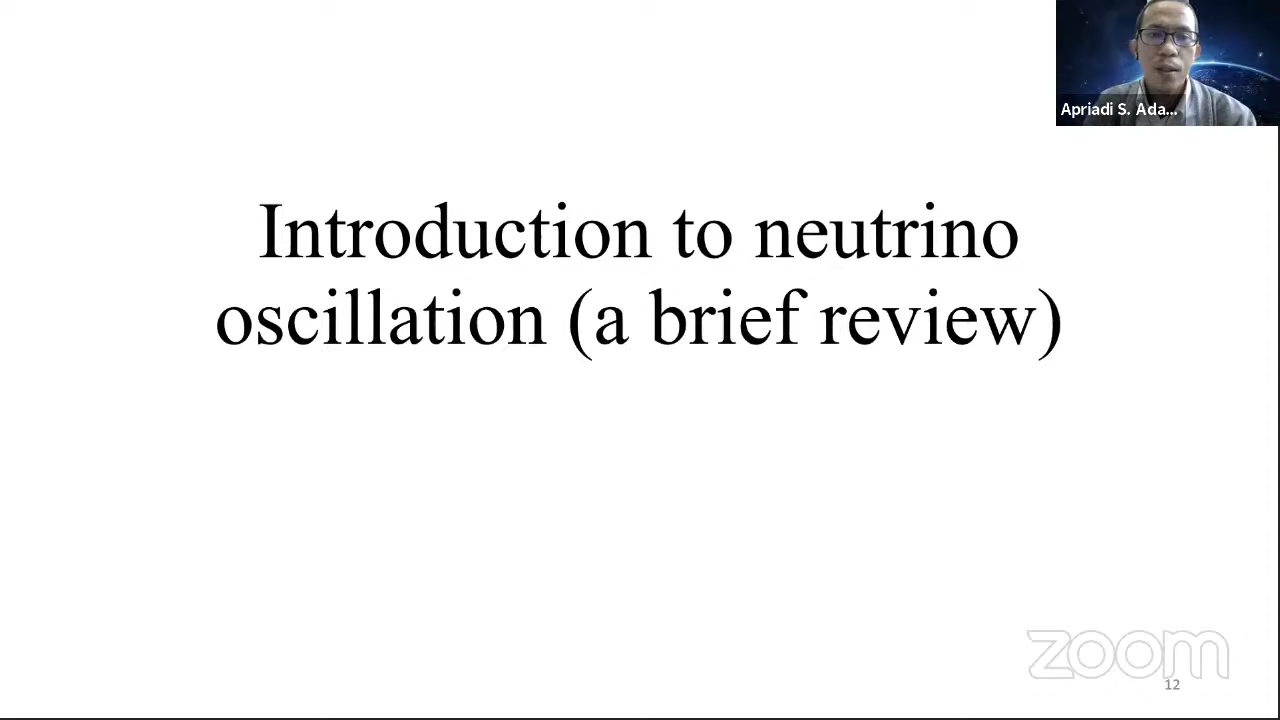 Apriadi S. Ada...
Introduction to neutrino
oscillation (a brief review)
zoom
12